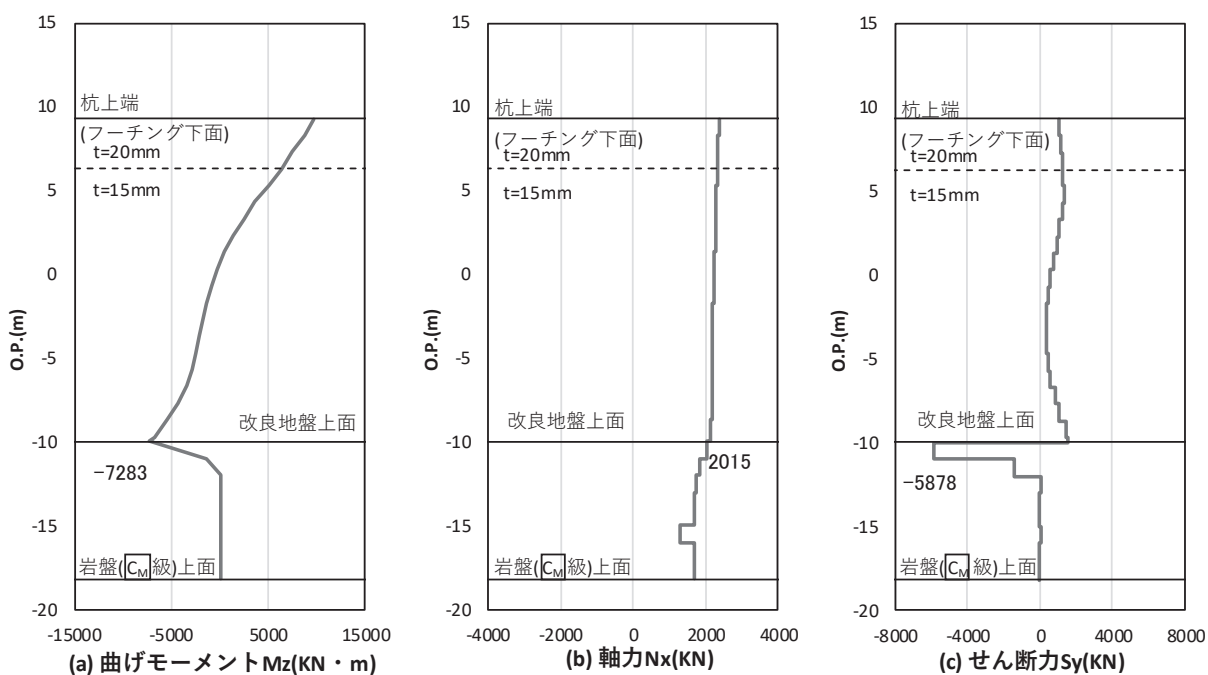 15
10
5
0
-5
-10
-15
-20
O.P.(m)
杭上端
(フーチング下面)
t=20mm
t=15mm
改良地盤上面
-7283
岩盤(CM級)上面
-15000 -5000 5000 15000
(a) 曲げモーメントMz(KN・m)
15
10
5
0
-5
-10
-15
-20
O.P.(m)
杭上端
(フーチング下面)
t=20mm
t=15mm
改良地盤上面
2015
岩盤(CM級)上面
-4000 -2000 0 2000 4000
(b) 軸力Nx(KN)
15
10
5
0
-5
-10
-15
-20
O.P.(m)
杭上端
(フーチング下面)
t=20mm
t=15mm
改良地盤上面
-5878
岩盤(CM級)上面
-8000 -4000 0 4000 8000
(c) せん断力Sy(KN)